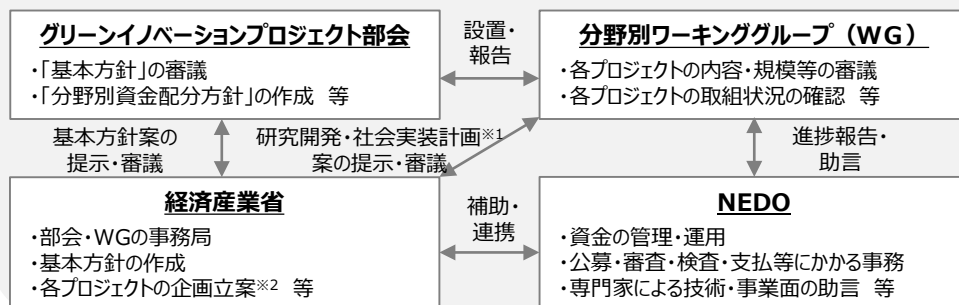 グリーンイノベーションプロジェクト部会
・「基本方針」の審議
・「分野別資金配分方針」の作成 等
設置・
報告
分野別ワーキンググループ（WG）
・各プロジェクトの内容・規模等の審議
・各プロジェクトの取組状況の確認 等
基本方針案の
提示・審議
研究開発・社会実装計画※1
案の提示・審議
進捗報告・
助言
経済産業省
・部会・WGの事務局
・基本方針の作成
・各プロジェクトの企画立案※2 等
補助・
連携
NEDO
・資金の管理・運用
・公募・審査・検査・支払等にかかる事務
・専門家による技術・事業面の助言 等